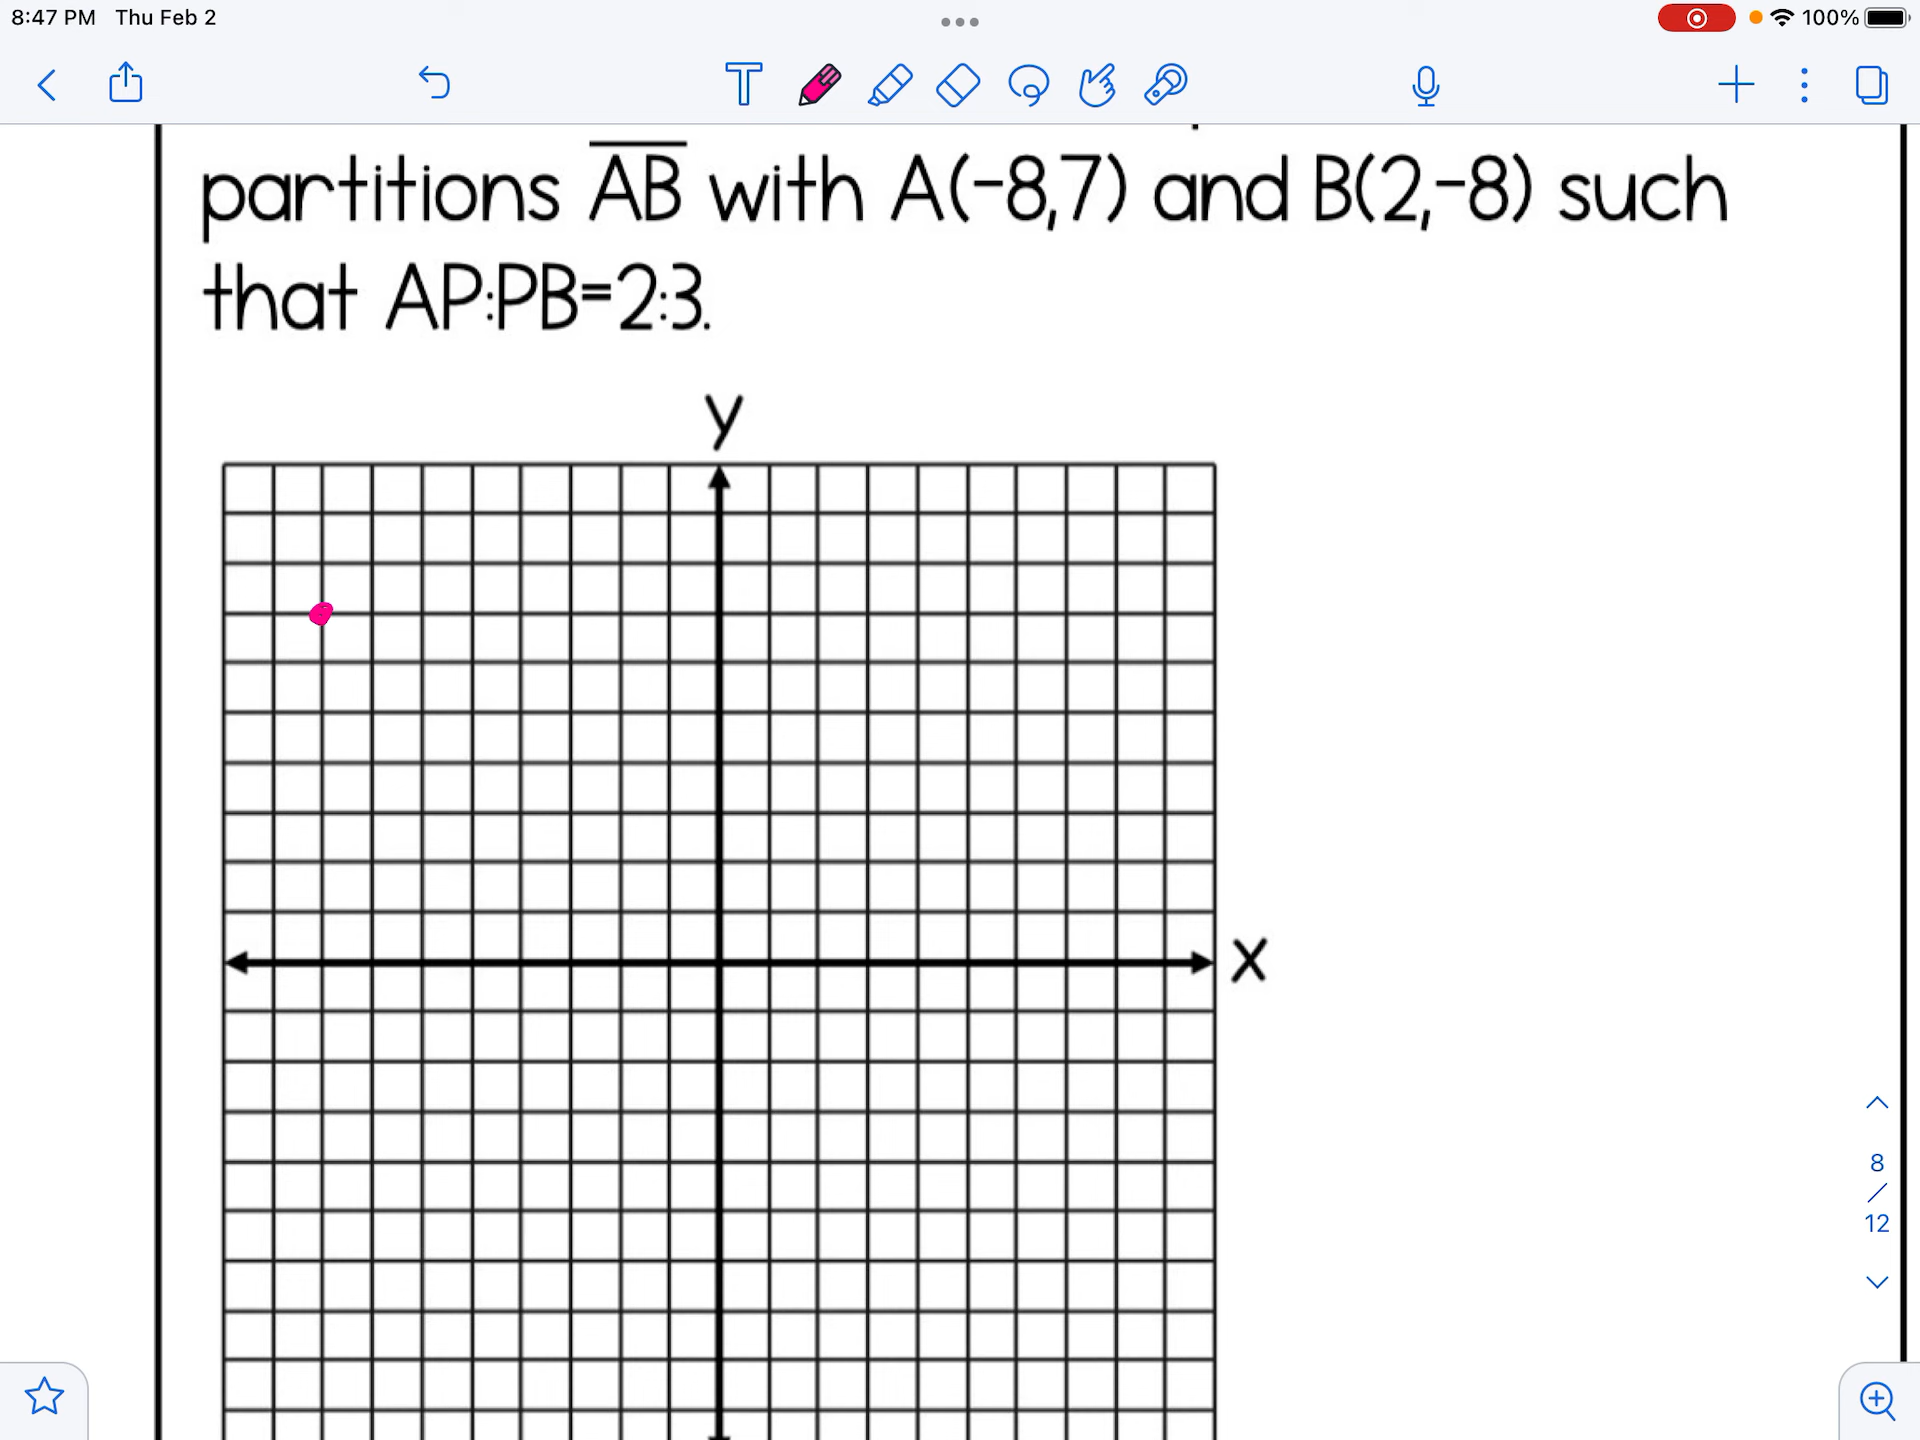 8:47 PM Thu Feb 2
100%
T
partitions AB with A(-8,7) and B(2,-8) such
that AP:PB=2:3.
y
x
8
/
12